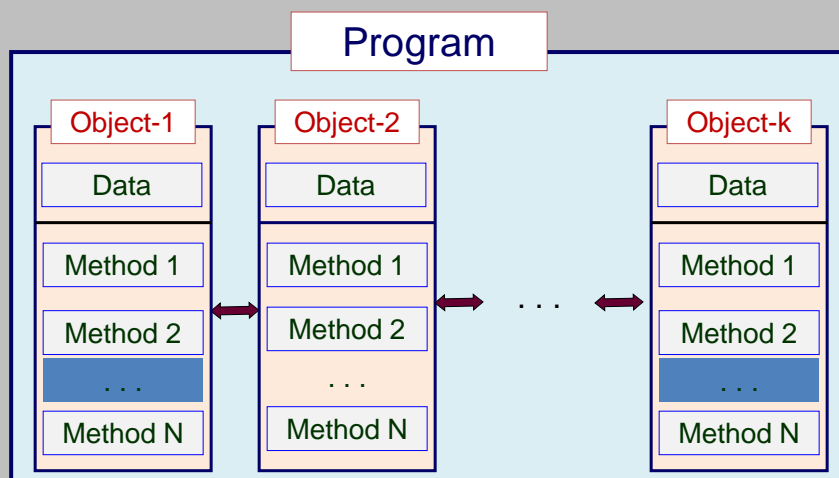 Program
Object-1
Data
Method 1
Method 2
. . .
Method N
Object-2
Data
Method 1
Method 2
. . .
Method N
. . .
Object-k
Data
Method 1
Method 2
. . .
Method N